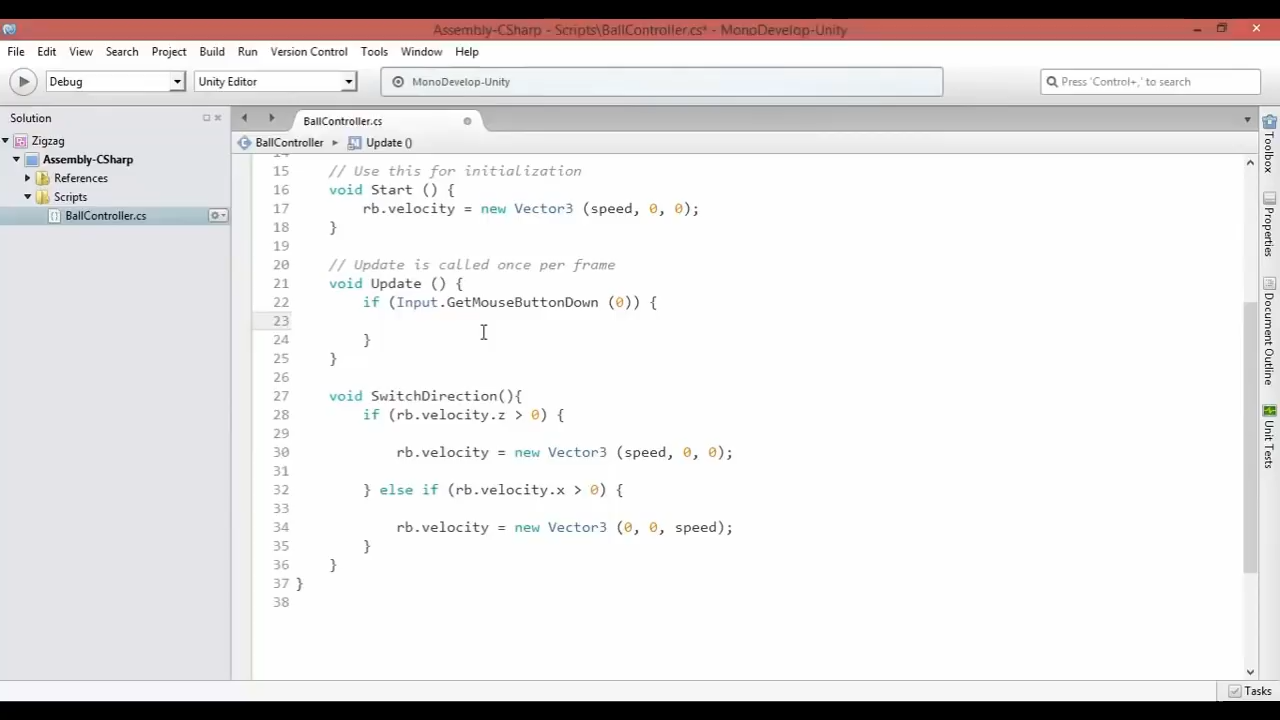 Assembly-CSharp - Scripts\BallController.cs* - MonoDevelop-Unity
File Edit View Search Project Build Run Version Control Tools Window Help
Debug Unity Editor MonoDevelop-Unity Press 'Control+,' to search
Solution
Zigzag
Assembly-CSharp
References
Scripts
BallController.cs
BallController.cs
BallController Update ()
15 // Use this for initialization
16 void Start () {
17 rb.velocity = new Vector3 (speed, 0, 0);
18 }
19
20 // Update is called once per frame
21 void Update () {
22 if (Input.GetMouseButtonDown (0)) {
23
24 }
25 }
26
27 void SwitchDirection(){
28 if (rb.velocity.z > 0) {
29
30 rb.velocity = new Vector3 (speed, 0, 0);
31
32 } else if (rb.velocity.x > 0) {
33
34 rb.velocity = new Vector3 (0, 0, speed);
35 }
36 }
37 }
38
Toolbox
Properties
Document Outline
Unit Tests
Tasks